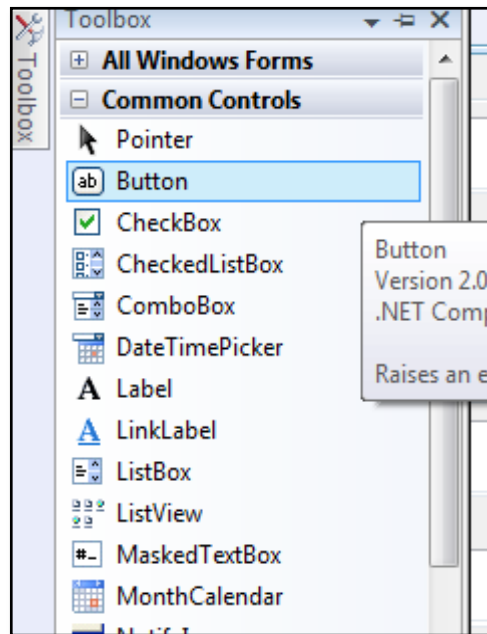 Toolbox
Toolbox
All Windows Forms
Common Controls
Pointer
ab Button
CheckBox
CheckedListBox
ComboBox
DateTimePicker
A Label
A LinkLabel
ListBox
ListView
#- MaskedTextBox
MonthCalendar
Button
Version 2.0
.NET Comp
Raises an e